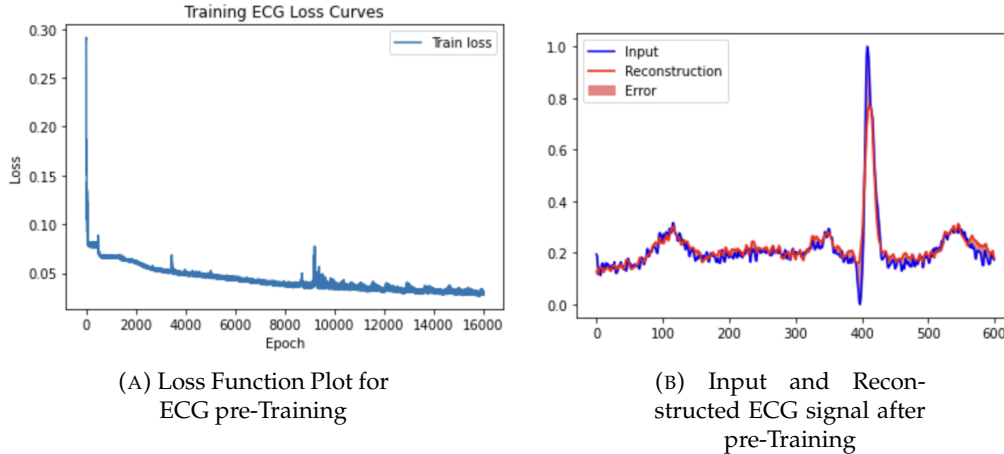 Training ECG Loss Curves
Train loss
0.30
0.25
0.20
0.15
0.10
0.05
Loss
0 2000 4000 6000 8000 10000 12000 14000 16000
Epoch
(A) Loss Function Plot for
ECG pre-Training
Input
Reconstruction
Error
1.0
0.8
0.6
0.4
0.2
0.0
0 100 200 300 400 500 600
(B) Input and Recon-
structed ECG signal after
pre-Training